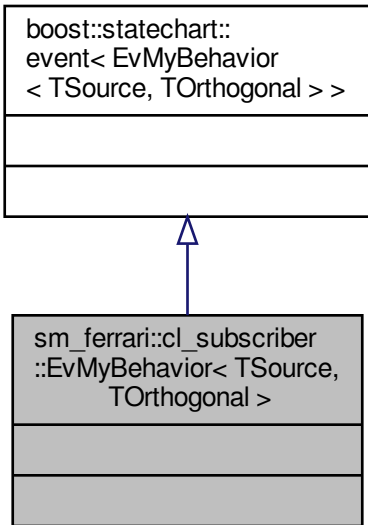 boost::statechart::
event< EvMyBehavior
< TSource, TOrthogonal > >
sm_ferrari::cl_subscriber
::EvMyBehavior< TSource,
TOrthogonal >